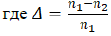 где Δ = n₁−n₂ / n₁